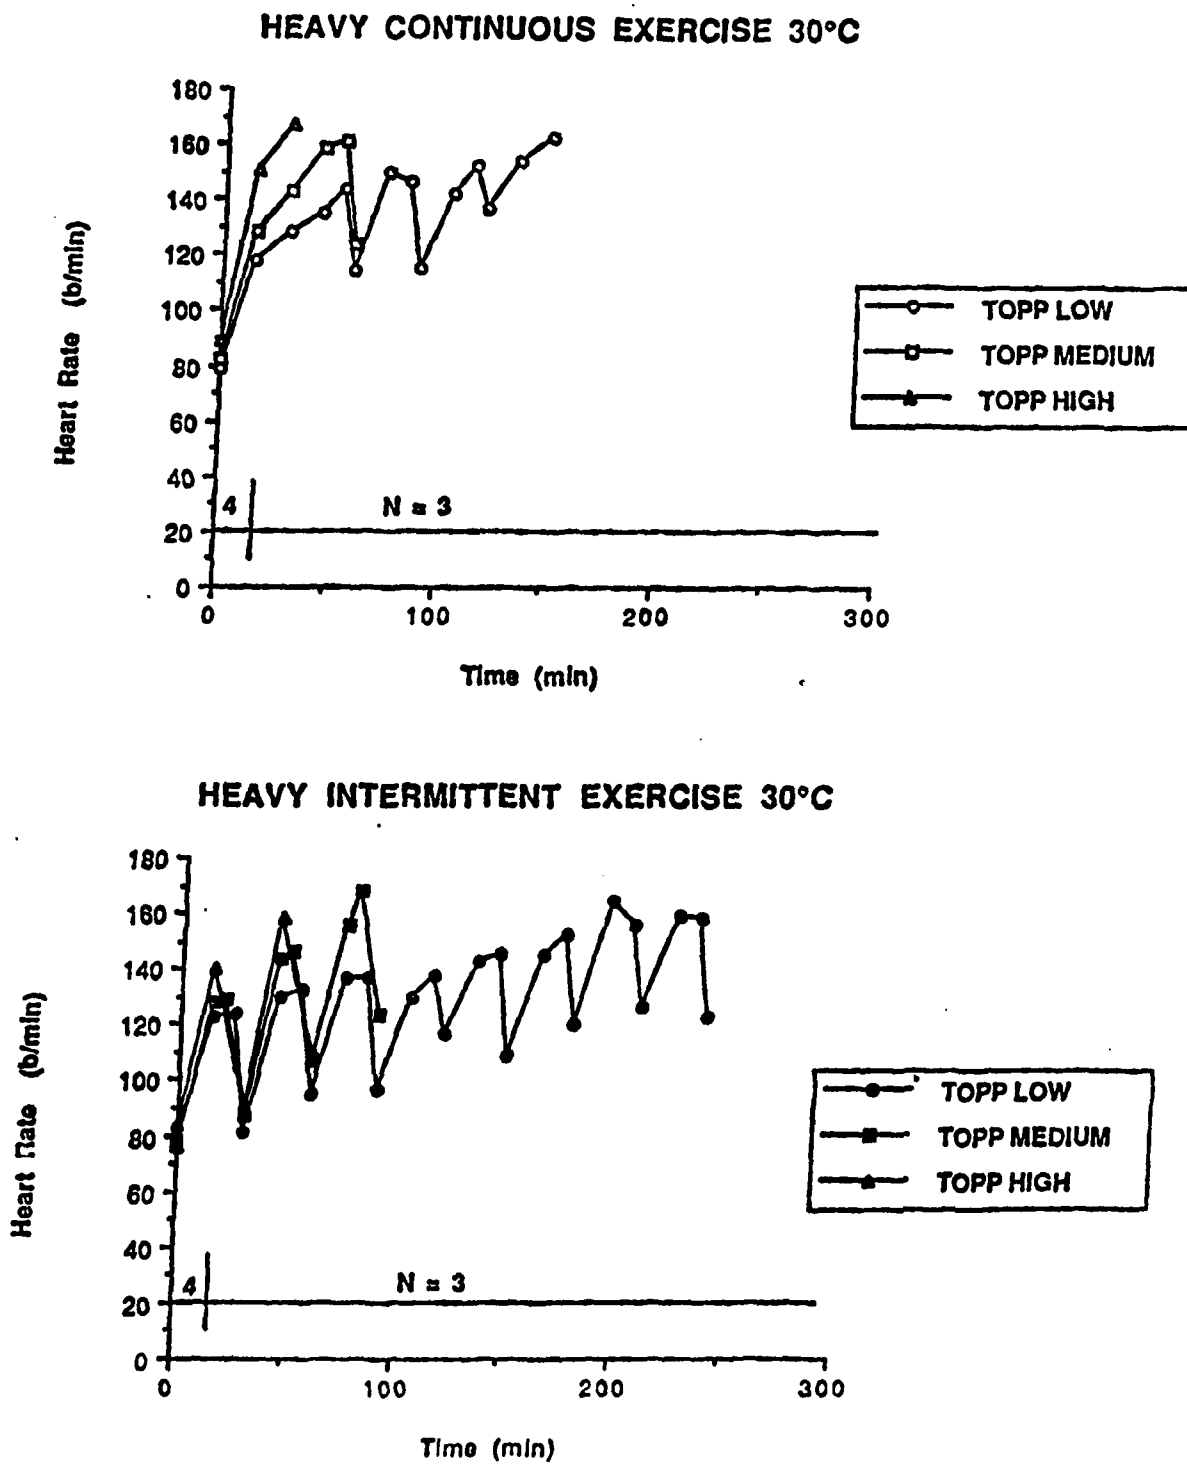 HEAVY CONTINUOUS EXERCISE 30°C
180
160
140
120
100
80
60
40
20
0
Heart Rate (b/min)
4
N = 3
0
100
200
300
Time (min)
TOPP LOW
TOPP MEDIUM
TOPP HIGH
HEAVY INTERMITTENT EXERCISE 30°C
180
160
140
120
100
80
60
40
20
0
Heart Rate (b/min)
4
N = 3
0
100
200
300
Time (min)
TOPP LOW
TOPP MEDIUM
TOPP HIGH